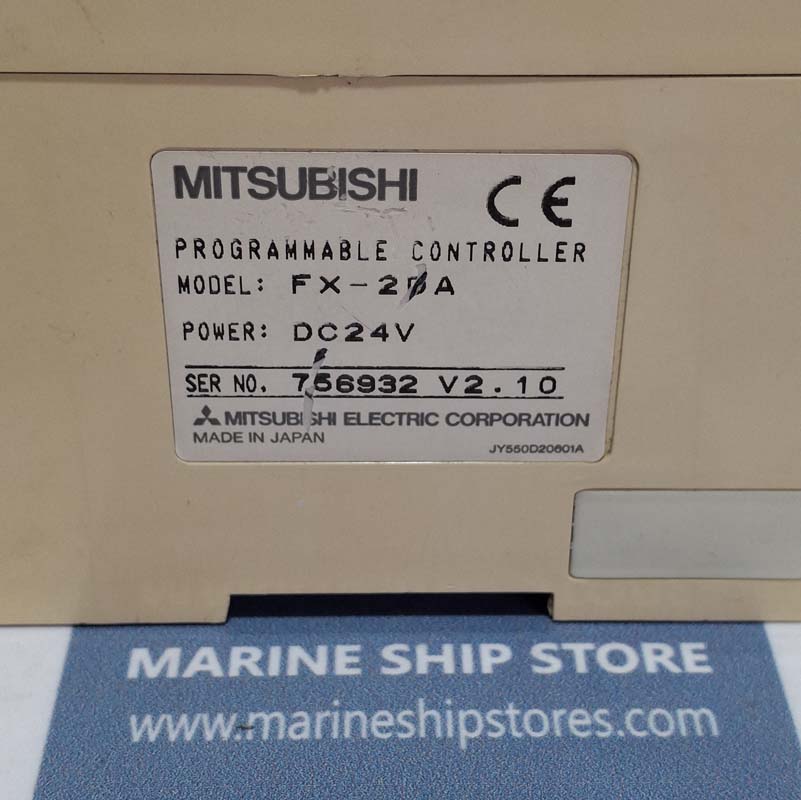 MITSUBISHI
CE
PROGRAMMABLE CONTROLLER
MODEL: FX-2DA
POWER: DC24V
SER NO. 756932 V2.10
MITSUBISHI ELECTRIC CORPORATION
MADE IN JAPAN
JY550D20601A
MARINE SHIP STORE
www.marineshipstores.com